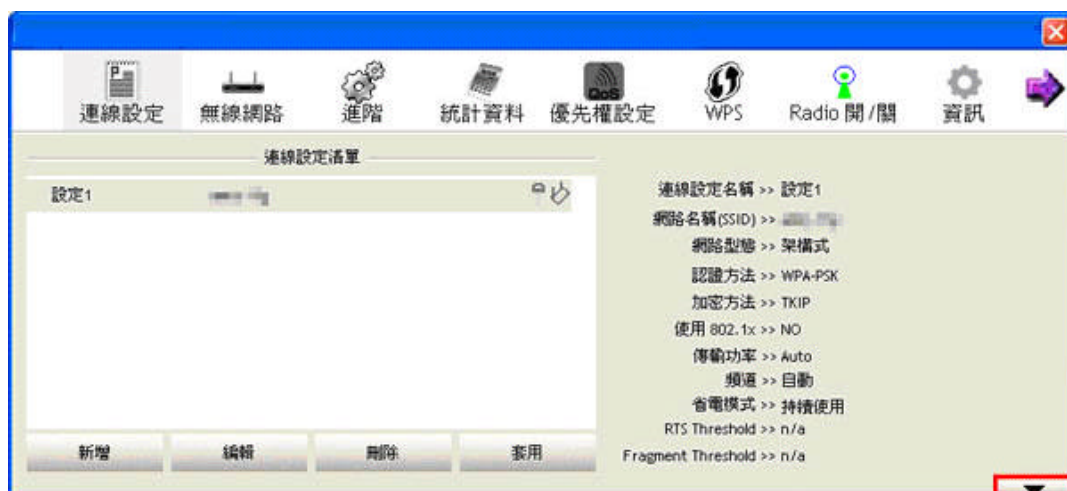 連線設定
無線網路
進階
統計資料
QoS
優先權設定
WPS
Radio 開/關
資訊
連線設定清單
設定1
連線設定名稱 >> 設定1
網路名稱(SSID) >>
網路型態 >> 架構式
認證方法 >> WPA-PSK
加密方法 >> TKIP
使用 802.1x >> NO
傳輸功率 >> Auto
頻道 >> 自動
省電模式 >> 持續使用
RTS Threshold >> n/a
Fragment Threshold >> n/a
新增
編輯
刪除
套用